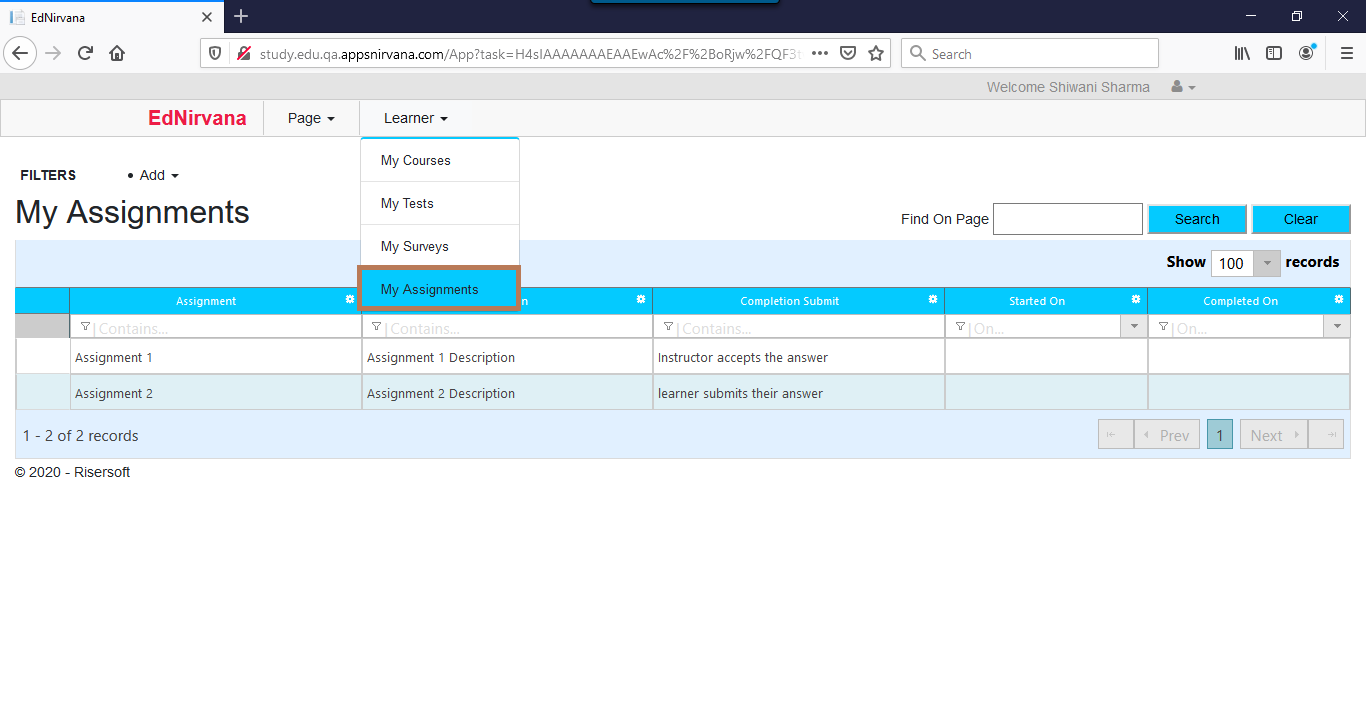 EdNirvana
study.edu.qa.appsnirvana.com/App?task=H4sIAAAAAAAEAAEwAc%2F%2BoRjw%2FQF3t
Search
Welcome Shiwani Sharma
EdNirvana Page Learner
My Courses
My Tests
My Surveys
My Assignments
FILTERS • Add
My Assignments
Find On Page Search Clear
Show 100 records
Assignment n Completion Submit Started On Completed On
Contains... Contains... Contains... On... On...
Assignment 1 Assignment 1 Description Instructor accepts the answer
Assignment 2 Assignment 2 Description learner submits their answer
1 - 2 of 2 records Prev 1 Next
© 2020 - Risersoft